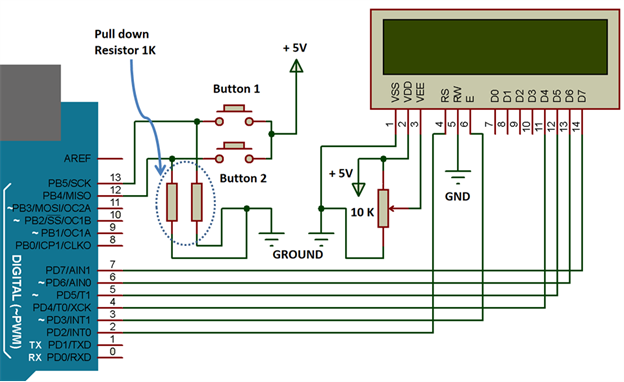 Pull down
Resistor 1K
+ 5V
Button 1
Button 2
VSS
VDD
VEE
RS
RW
E
D0
D1
D2
D3
D4
D5
D6
D7
1
2
3
4
5
6
7
8
9
10
11
12
13
14
+ 5V
10 K
GND
GROUND
AREF
PB5/SCK 13
PB4/MISO 12
~PB3/MOSI/OC2A 11
~ PB2/SS/OC1B 10
~ PB1/OC1A 9
PB0/ICP1/CLKO 8
PD7/AIN1 7
~ PD6/AIN0 6
~ PD5/T1 5
PD4/T0/XCK 4
~ PD3/INT1 3
PD2/INT0 2
TX PD1/TXD 1
RX PD0/RXD 0
DIGITAL (~PWM)